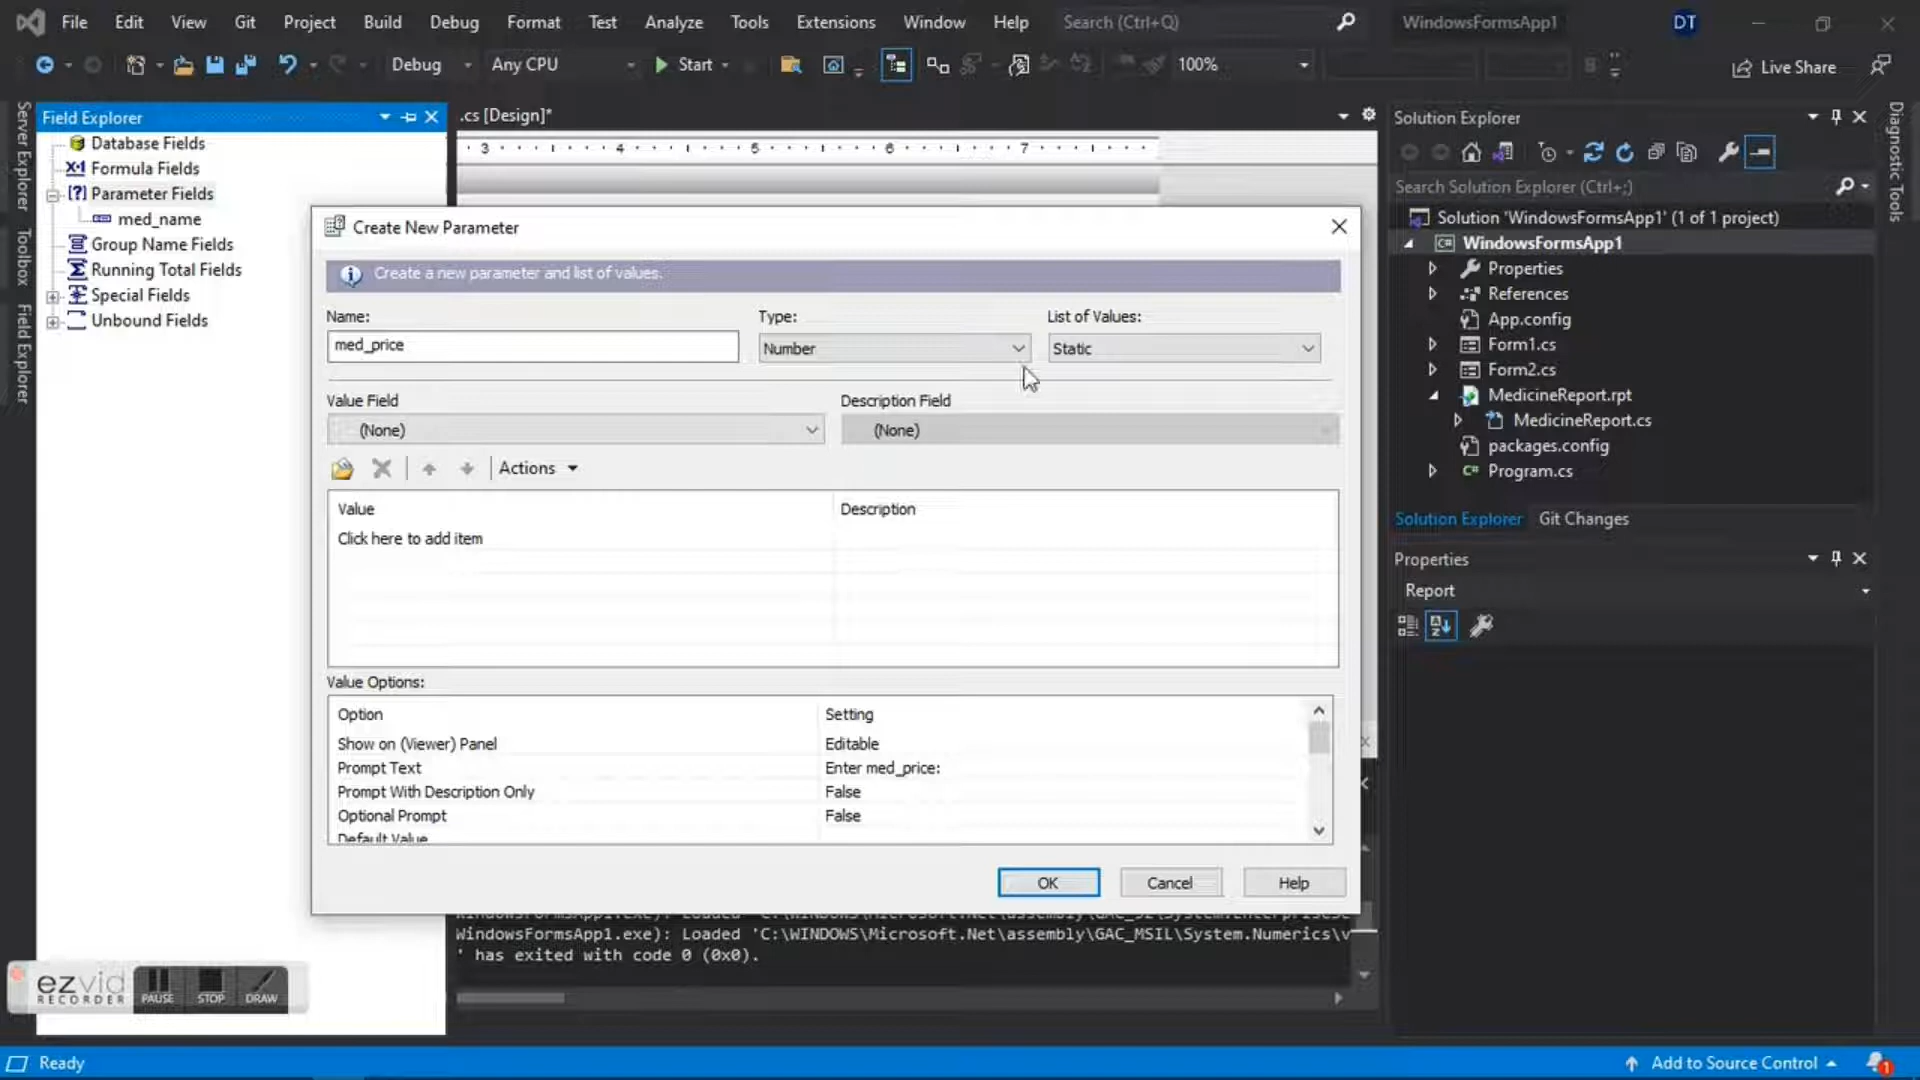 File Edit View Git Project Build Debug Format Test Analyze Tools Extensions Window Help Search (Ctrl+Q) WindowsFormsApp1 DT
Debug Any CPU Start 100% Live Share
Server Explorer
Toolbox
Field Explorer
Field Explorer
Database Fields
Formula Fields
Parameter Fields
med_name
Group Name Fields
Running Total Fields
Special Fields
Unbound Fields
.cs [Design]*
3 4 5 6 7
Create New Parameter
Create a new parameter and list of values.
Name: Type: List of Values:
med_price Number Static
Value Field Description Field
(None) (None)
Actions
Value Description
Click here to add item
Value Options:
Option Setting
Show on (Viewer) Panel Editable
Prompt Text Enter med_price:
Prompt With Description Only False
Optional Prompt False
Default Value
OK Cancel Help
WindowsFormsApp1.exe): Loaded 'C:\WINDOWS\Microsoft.Net\assembly\GAC_MSIL\System.Numerics\v
' has exited with code 0 (0x0).
ezvid
RECORDER
PAUSE STOP DRAW
Solution Explorer
Search Solution Explorer (Ctrl+;)
Solution 'WindowsFormsApp1' (1 of 1 project)
WindowsFormsApp1
Properties
References
App.config
Form1.cs
Form2.cs
MedicineReport.rpt
MedicineReport.cs
packages.config
Program.cs
Solution Explorer Git Changes
Properties
Report
Diagnostic Tools
Ready Add to Source Control 1